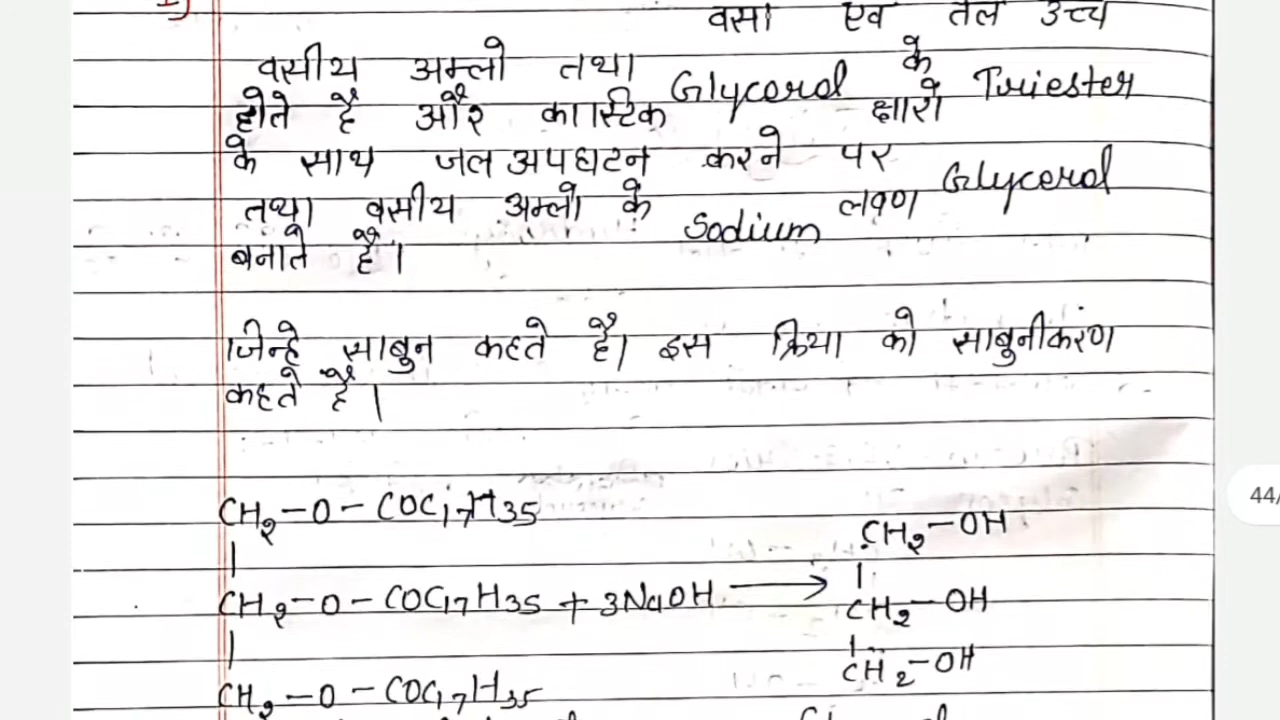 वसा एवं तेल उच्च
वसीय अम्लो तथा Glycerol के Triester
होते है और कास्टिक क्षारो
के साथ जल अपघटन करने पर Glycerol
तथा वसीय अम्लो के Sodium लवण
बनाते है।
जिन्हे साबुन कहते है। इस क्रिया को साबुनीकरण
कहते है।
CH2-O-COC17H35
|
CH2-O-COC17H35 + 3NaOH ⟶
|
CH2-O-COC17H35
CH2-OH
|
CH2-OH
|
CH2-OH
44/